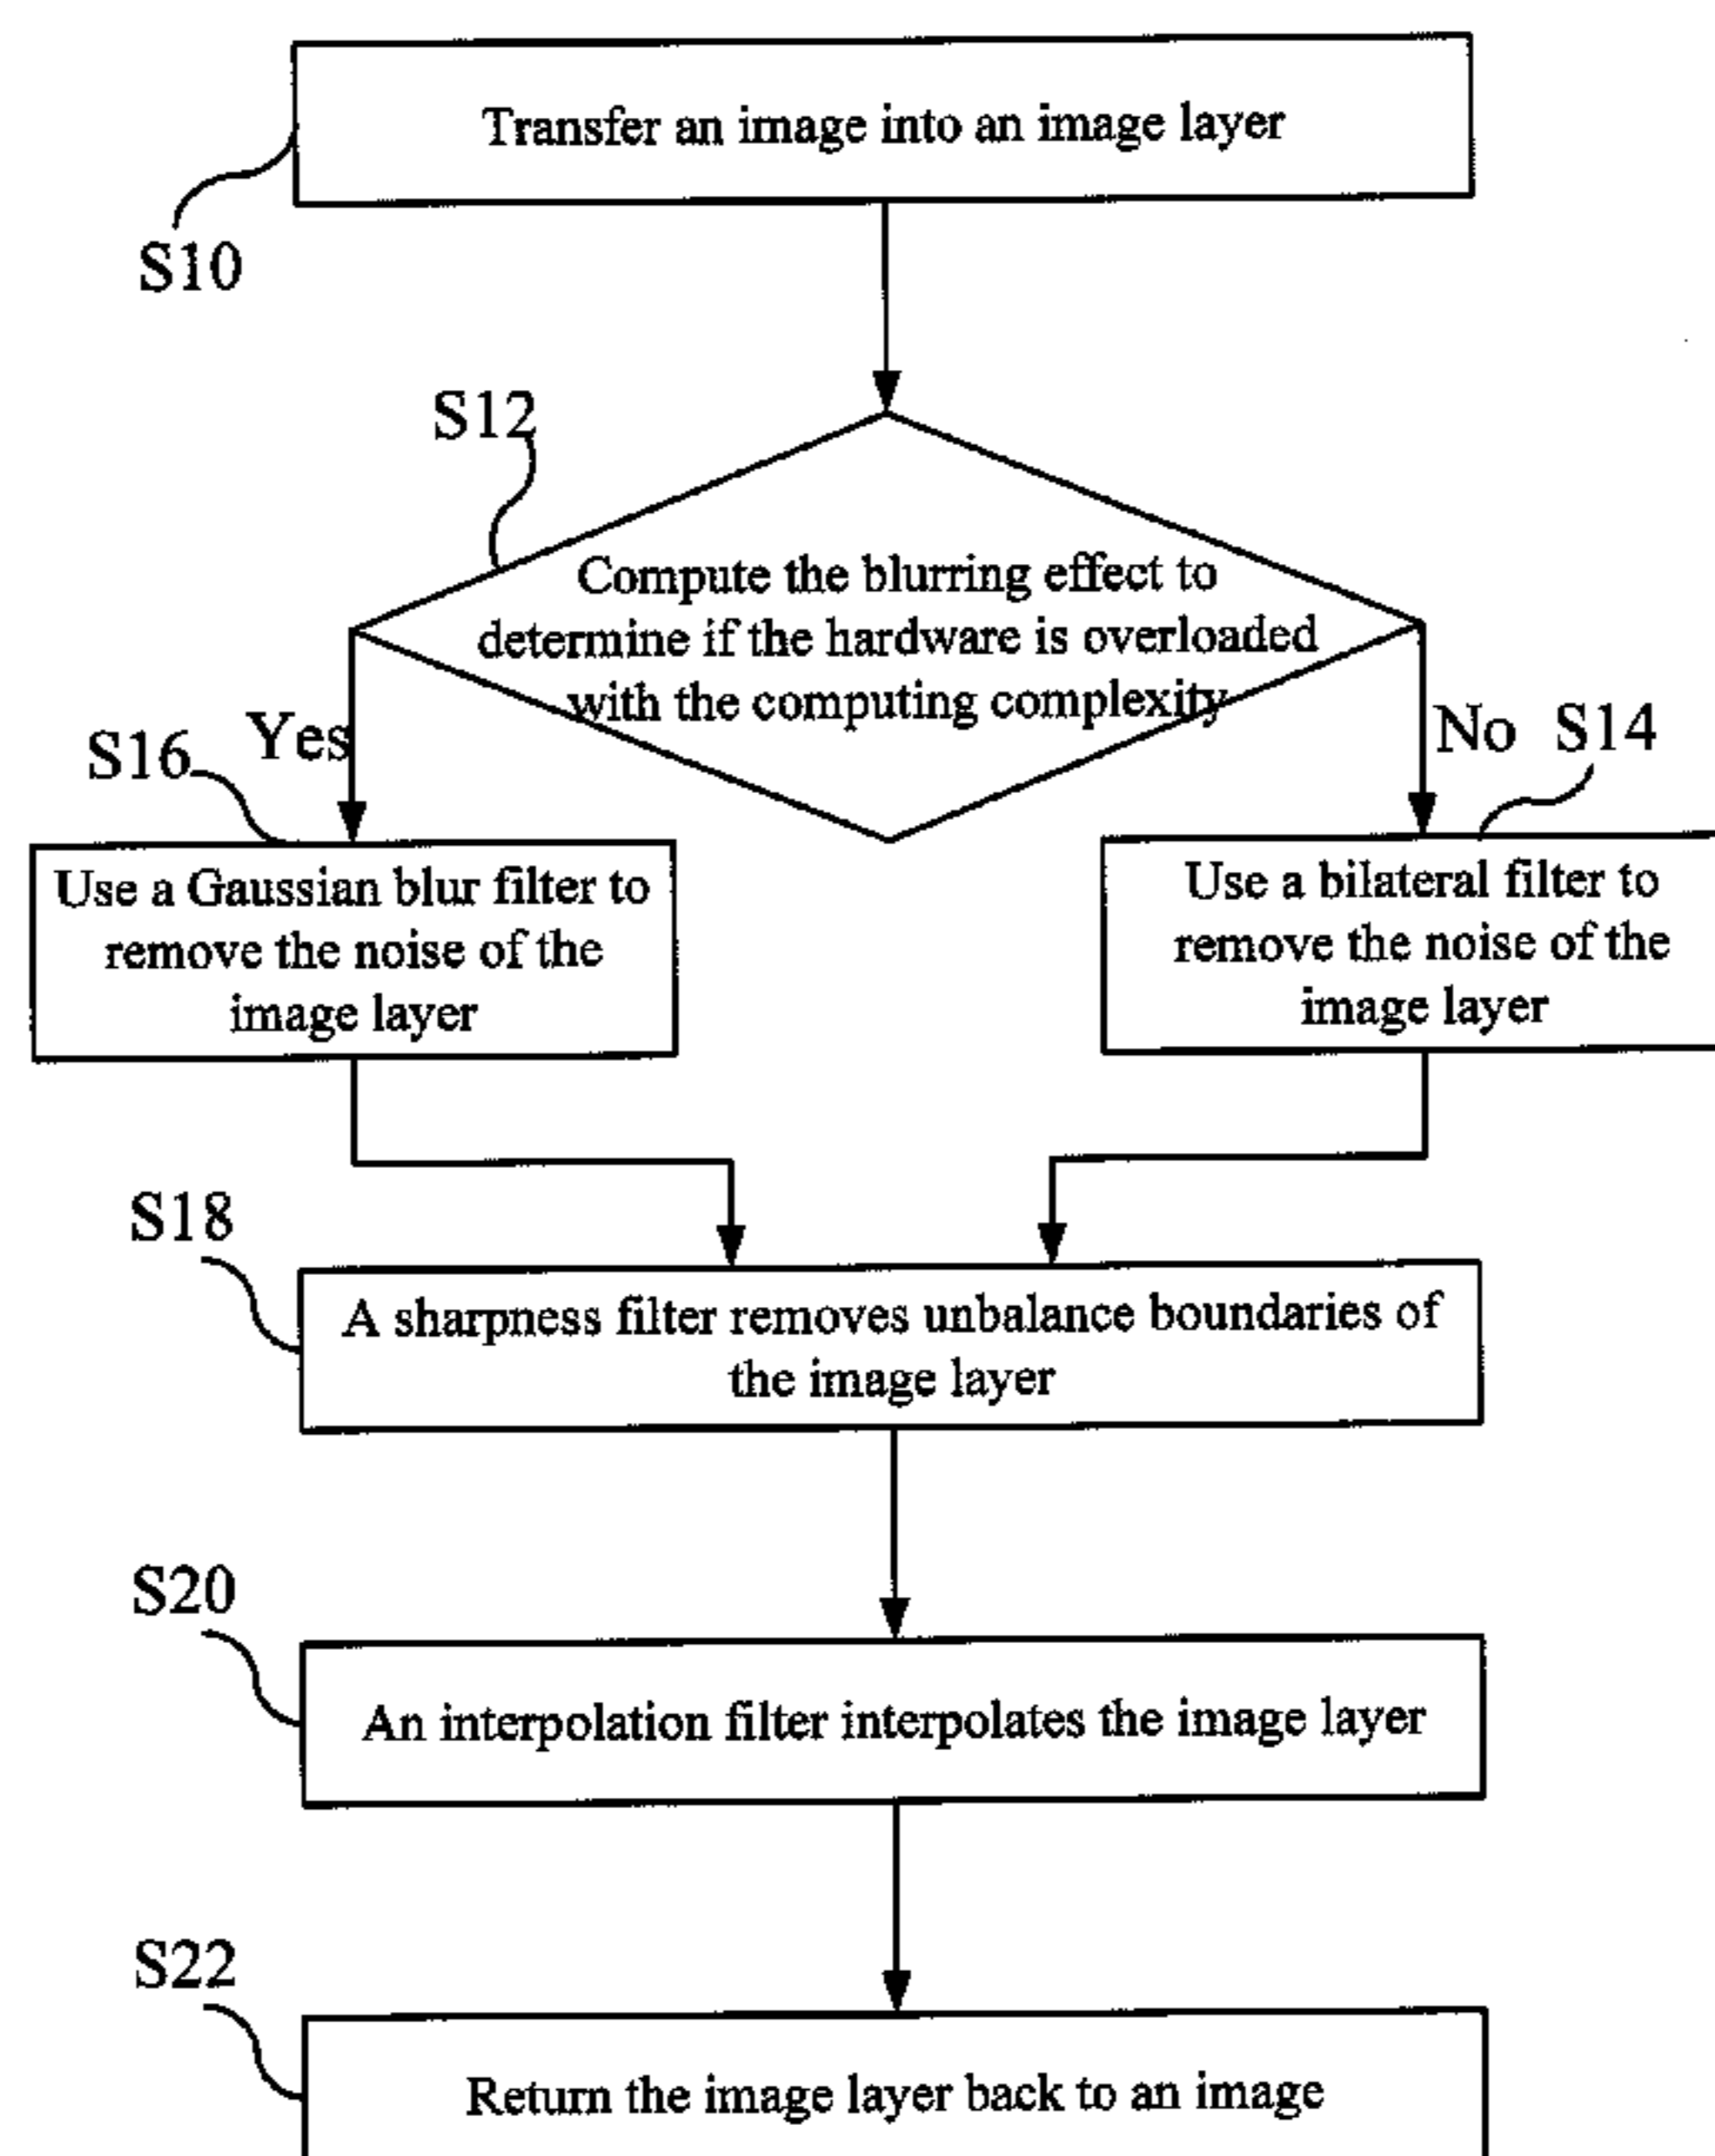 Transfer an image into an image layer
S10
S12
Compute the blurring effect to
determine if the hardware is overloaded
with the computing complexity
Yes
No
S16
S14
Use a Gaussian blur filter to
remove the noise of the
image layer
Use a bilateral filter to
remove the noise of the
image layer
S18
A sharpness filter removes unbalance boundaries of
the image layer
S20
An interpolation filter interpolates the image layer
S22
Return the image layer back to an image